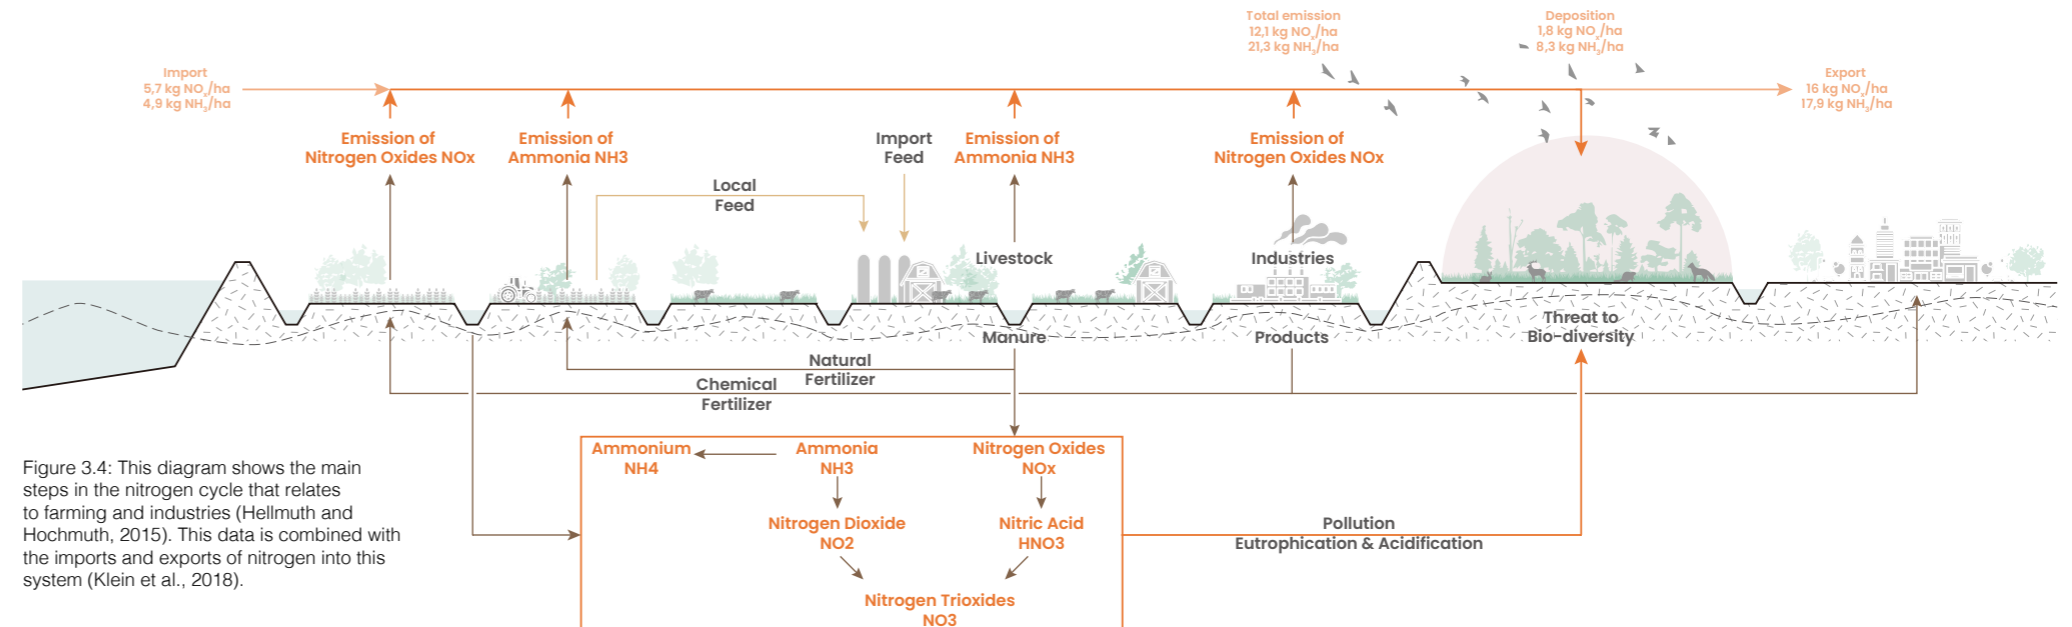 Total emission
12,1 kg NOx/ha
21,3 kg NH3/ha
Deposition
1,8 kg NOx/ha
8,3 kg NH3/ha
Import
5,7 kg NOx/ha
4,9 kg NH3/ha
Export
16 kg NOx/ha
17,9 kg NH3/ha
Emission of
Nitrogen Oxides NOx
Emission of
Ammonia NH3
Import
Feed
Emission of
Ammonia NH3
Emission of
Nitrogen Oxides NOx
Local
Feed
Livestock
Industries
Manure
Products
Threat to
Bio-diversity
Natural
Fertilizer
Chemical
Fertilizer
Ammonium
NH4
Ammonia
NH3
Nitrogen Oxides
NOx
Nitrogen Dioxide
NO2
Nitric Acid
HNO3
Nitrogen Trioxides
NO3
Pollution
Eutrophication & Acidification
Figure 3.4: This diagram shows the main
steps in the nitrogen cycle that relates
to farming and industries (Hellmuth and
Hochmuth, 2015). This data is combined with
the imports and exports of nitrogen into this
system (Klein et al., 2018).